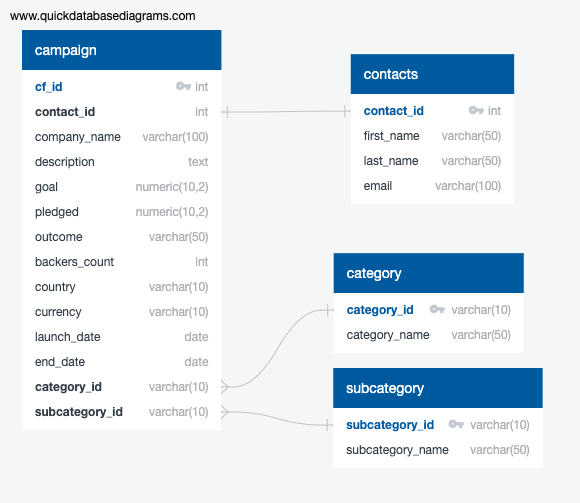 www.quickdatabasediagrams.com
campaign
cf_id int
contact_id int
company_name varchar(100)
description text
goal numeric(10,2)
pledged numeric(10,2)
outcome varchar(50)
backers_count int
country varchar(10)
currency varchar(10)
launch_date date
end_date date
category_id varchar(10)
subcategory_id varchar(10)
contacts
contact_id int
first_name varchar(50)
last_name varchar(50)
email varchar(100)
category
category_id varchar(10)
category_name varchar(50)
subcategory
subcategory_id varchar(10)
subcategory_name varchar(50)